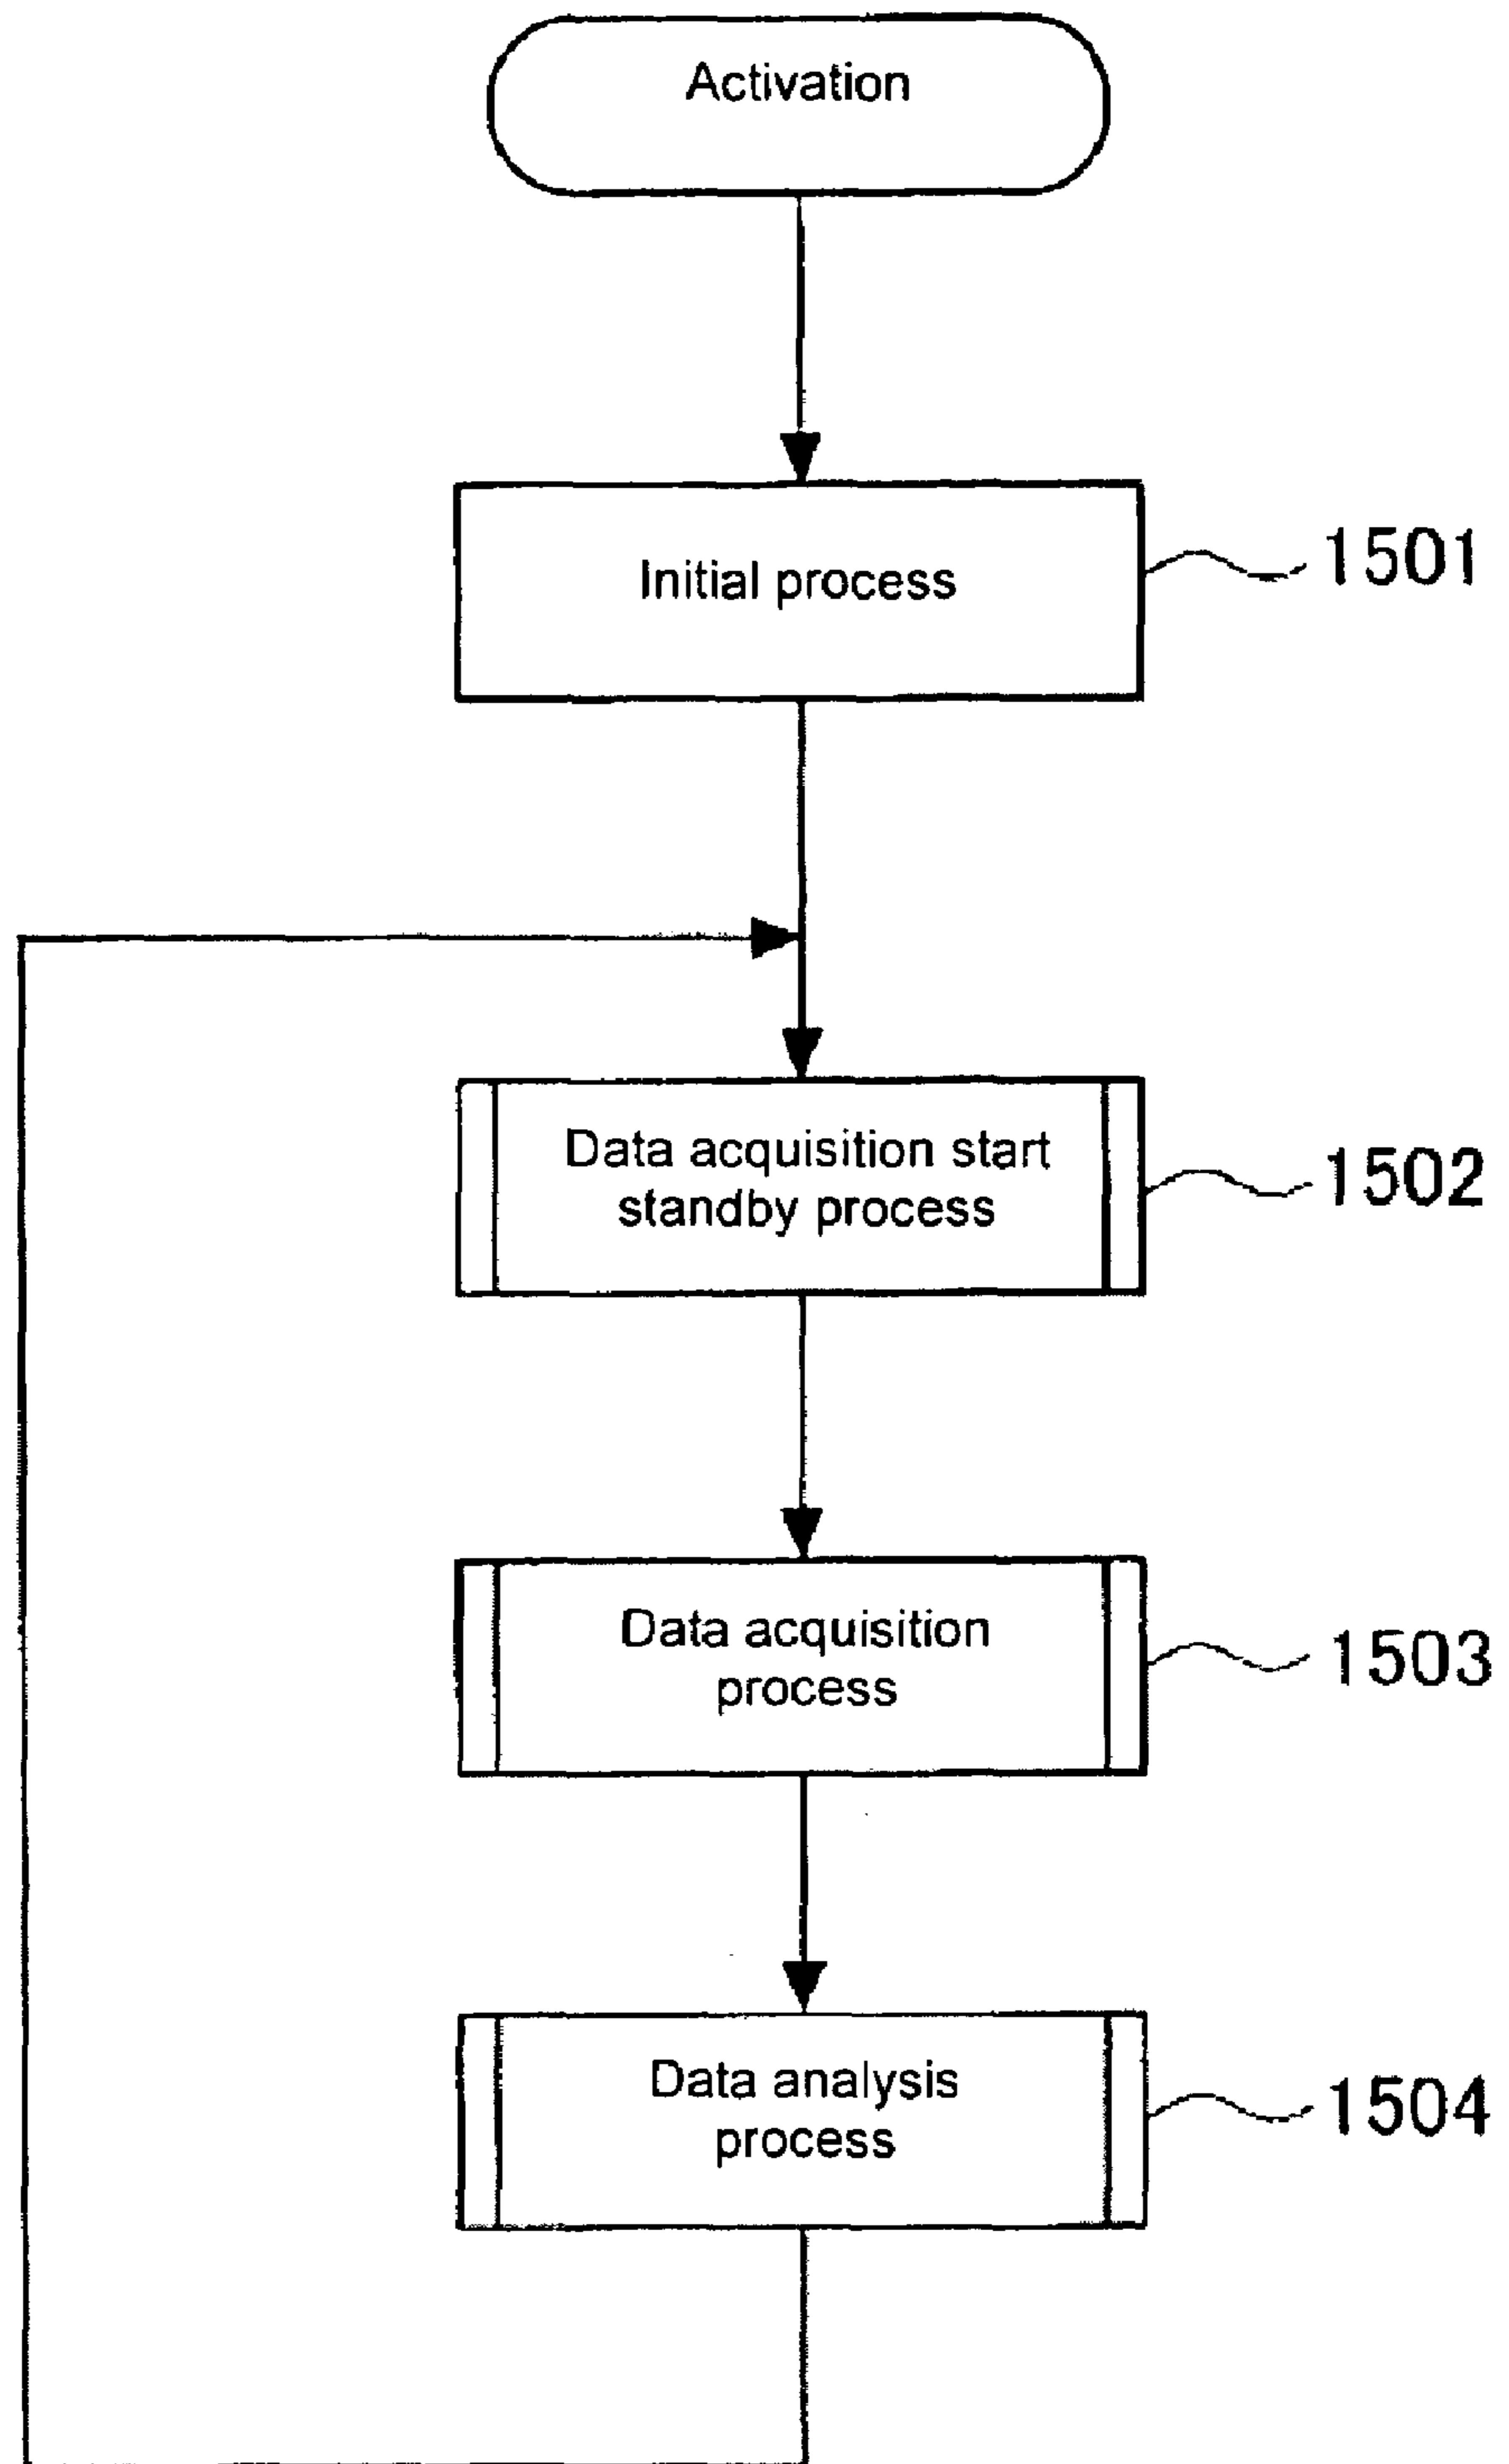 Activation
Initial process
1501
Data acquisition start
standby process
1502
Data acquisition
process
1503
Data analysis
process
1504